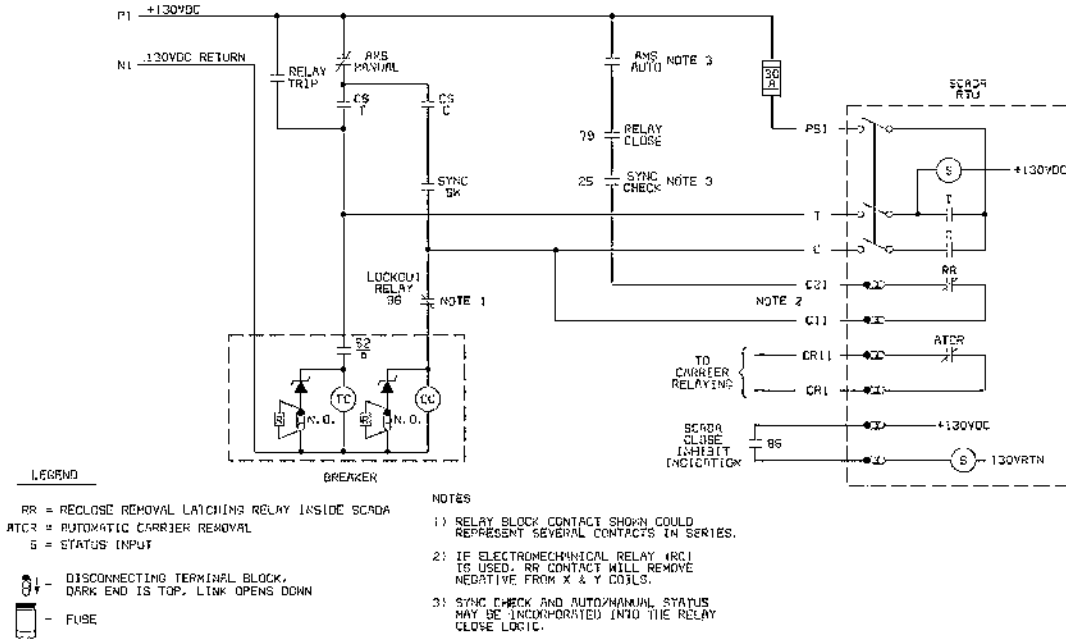 P1 +130VDC
N1 130VDC RETURN
RELAY
TRIP
AMS
MANUAL
CS
T
CS
C
SYNC
SW
LOCKOUT
RELAY
86
NOTE 1
52
a
TC
CC
R
N.O.
R
N.O.
BREAKER
AMS
AUTO NOTE 3
79 RELAY
CLOSE
25 SYNC
CHECK NOTE 3
30
A
SCADA
RTU
PS1
S
+130VDC
T
T
C
C
C21
RR
NOTE 2
C11
TO
CARRIER
RELAYING
CR11
ATCR
CR1
SCADA
CLOSE
INHIBIT
INDICATION
86
+130VDC
S
130VRTN
LEGEND
RR = RECLOSE REMOVAL LATCHING RELAY INSIDE SCADA
ATCR = AUTOMATIC CARRIER REMOVAL
S = STATUS INPUT
- DISCONNECTING TERMINAL BLOCK.
DARK END IS TOP. LINK OPENS DOWN
- FUSE
NOTES
1) RELAY BLOCK CONTACT SHOWN COULD
REPRESENT SEVERAL CONTACTS IN SERIES.
2) IF ELECTROMECHANICAL RELAY (RC)
IS USED, RR CONTACT WILL REMOVE
NEGATIVE FROM X & Y COILS.
3) SYNC CHECK AND AUTO/MANUAL STATUS
MAY BE INCORPORATED INTO THE RELAY
CLOSE LOGIC.